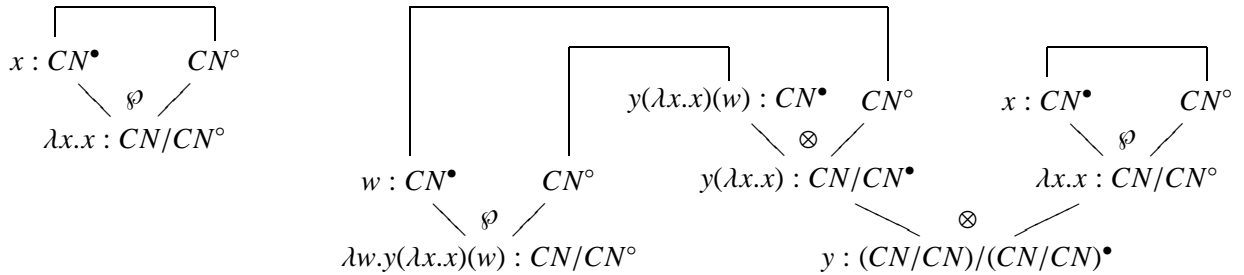 x : CN• CN°
℘
λx.x : CN/CN°
y(λx.x)(w) : CN• CN° x : CN• CN°
⊗ ℘
w : CN• CN° y(λx.x) : CN/CN• λx.x : CN/CN°
℘ ⊗
λw.y(λx.x)(w) : CN/CN° y : (CN/CN)/(CN/CN)•